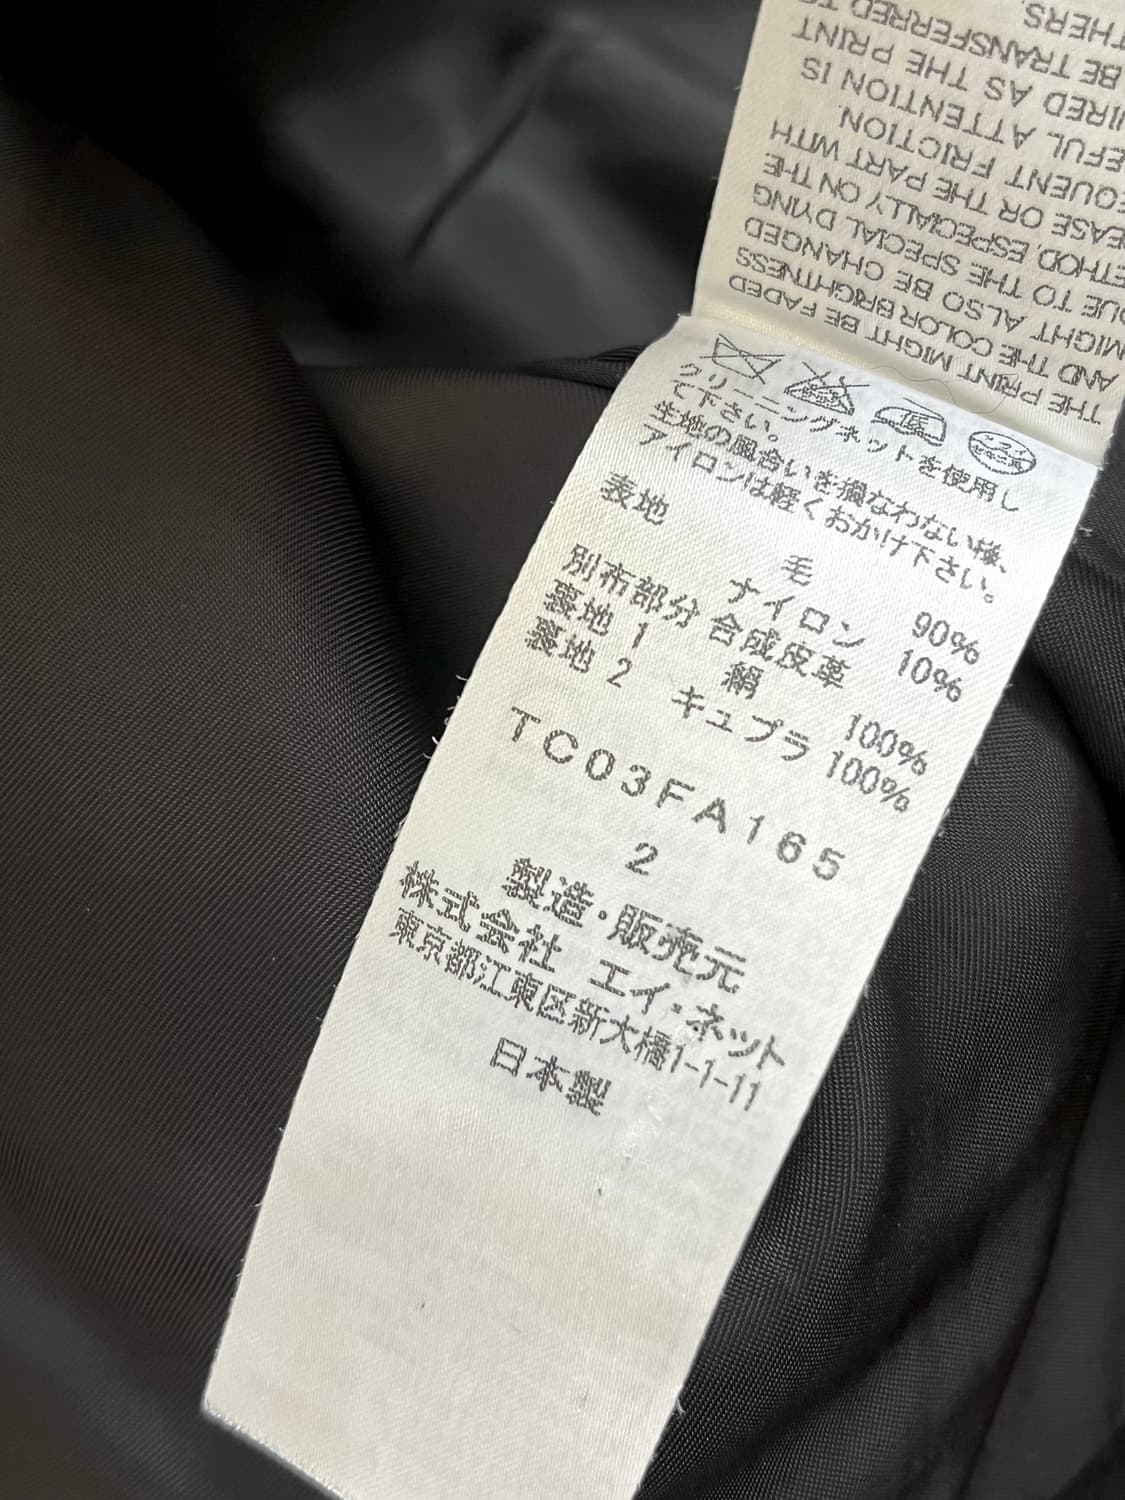 THE PRINT MIGHT BE FADED
AND THE COLOR BRIGHTNESS
MIGHT ALSO BE CHANGED
DUE TO THE SPECIAL DYING
METHOD, ESPECIALLY ON THE
EASE OR THE PART WITH
EQUENT FRICTION.
EFUL ATTENTION IS
IRED AS THE PRINT
BE TRANSFERRED TO
THERS.
クリーニングネットを使用し
て下さい。
生地の風合いを損なわない様、
アイロンは軽くおかけ下さい。
表地
毛 90%
ナイロン 10%
別布部分 合成皮革
裏地 1 絹 100%
裏地 2 キュプラ 100%
TC03FA165
2
製造・販売元
株式会社 エイ・ネット
東京都江東区新大橋1-1-11
日本製